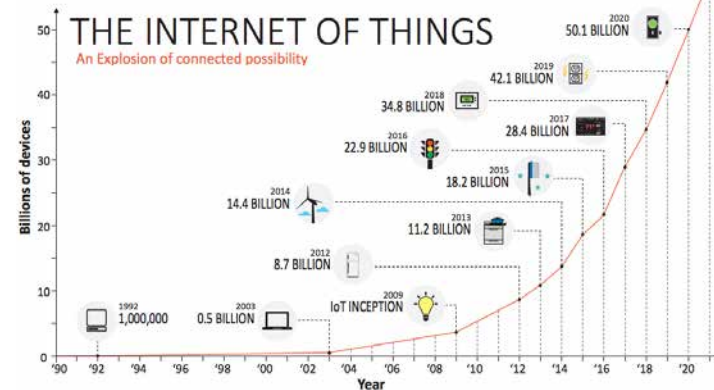 THE INTERNET OF THINGS
An Explosion of connected possibility
Billions of devices
50
40
30
20
10
0
1992
1,000,000
2003
0.5 BILLION
2009
IoT INCEPTION
2012
8.7 BILLION
2013
11.2 BILLION
2014
14.4 BILLION
2015
18.2 BILLION
2016
22.9 BILLION
2017
28.4 BILLION
2018
34.8 BILLION
2019
42.1 BILLION
2020
50.1 BILLION
'90 '92 '94 '96 '98 '00 '02 '04 '06 '08 '10 '12 '14 '16 '18 '20
Year